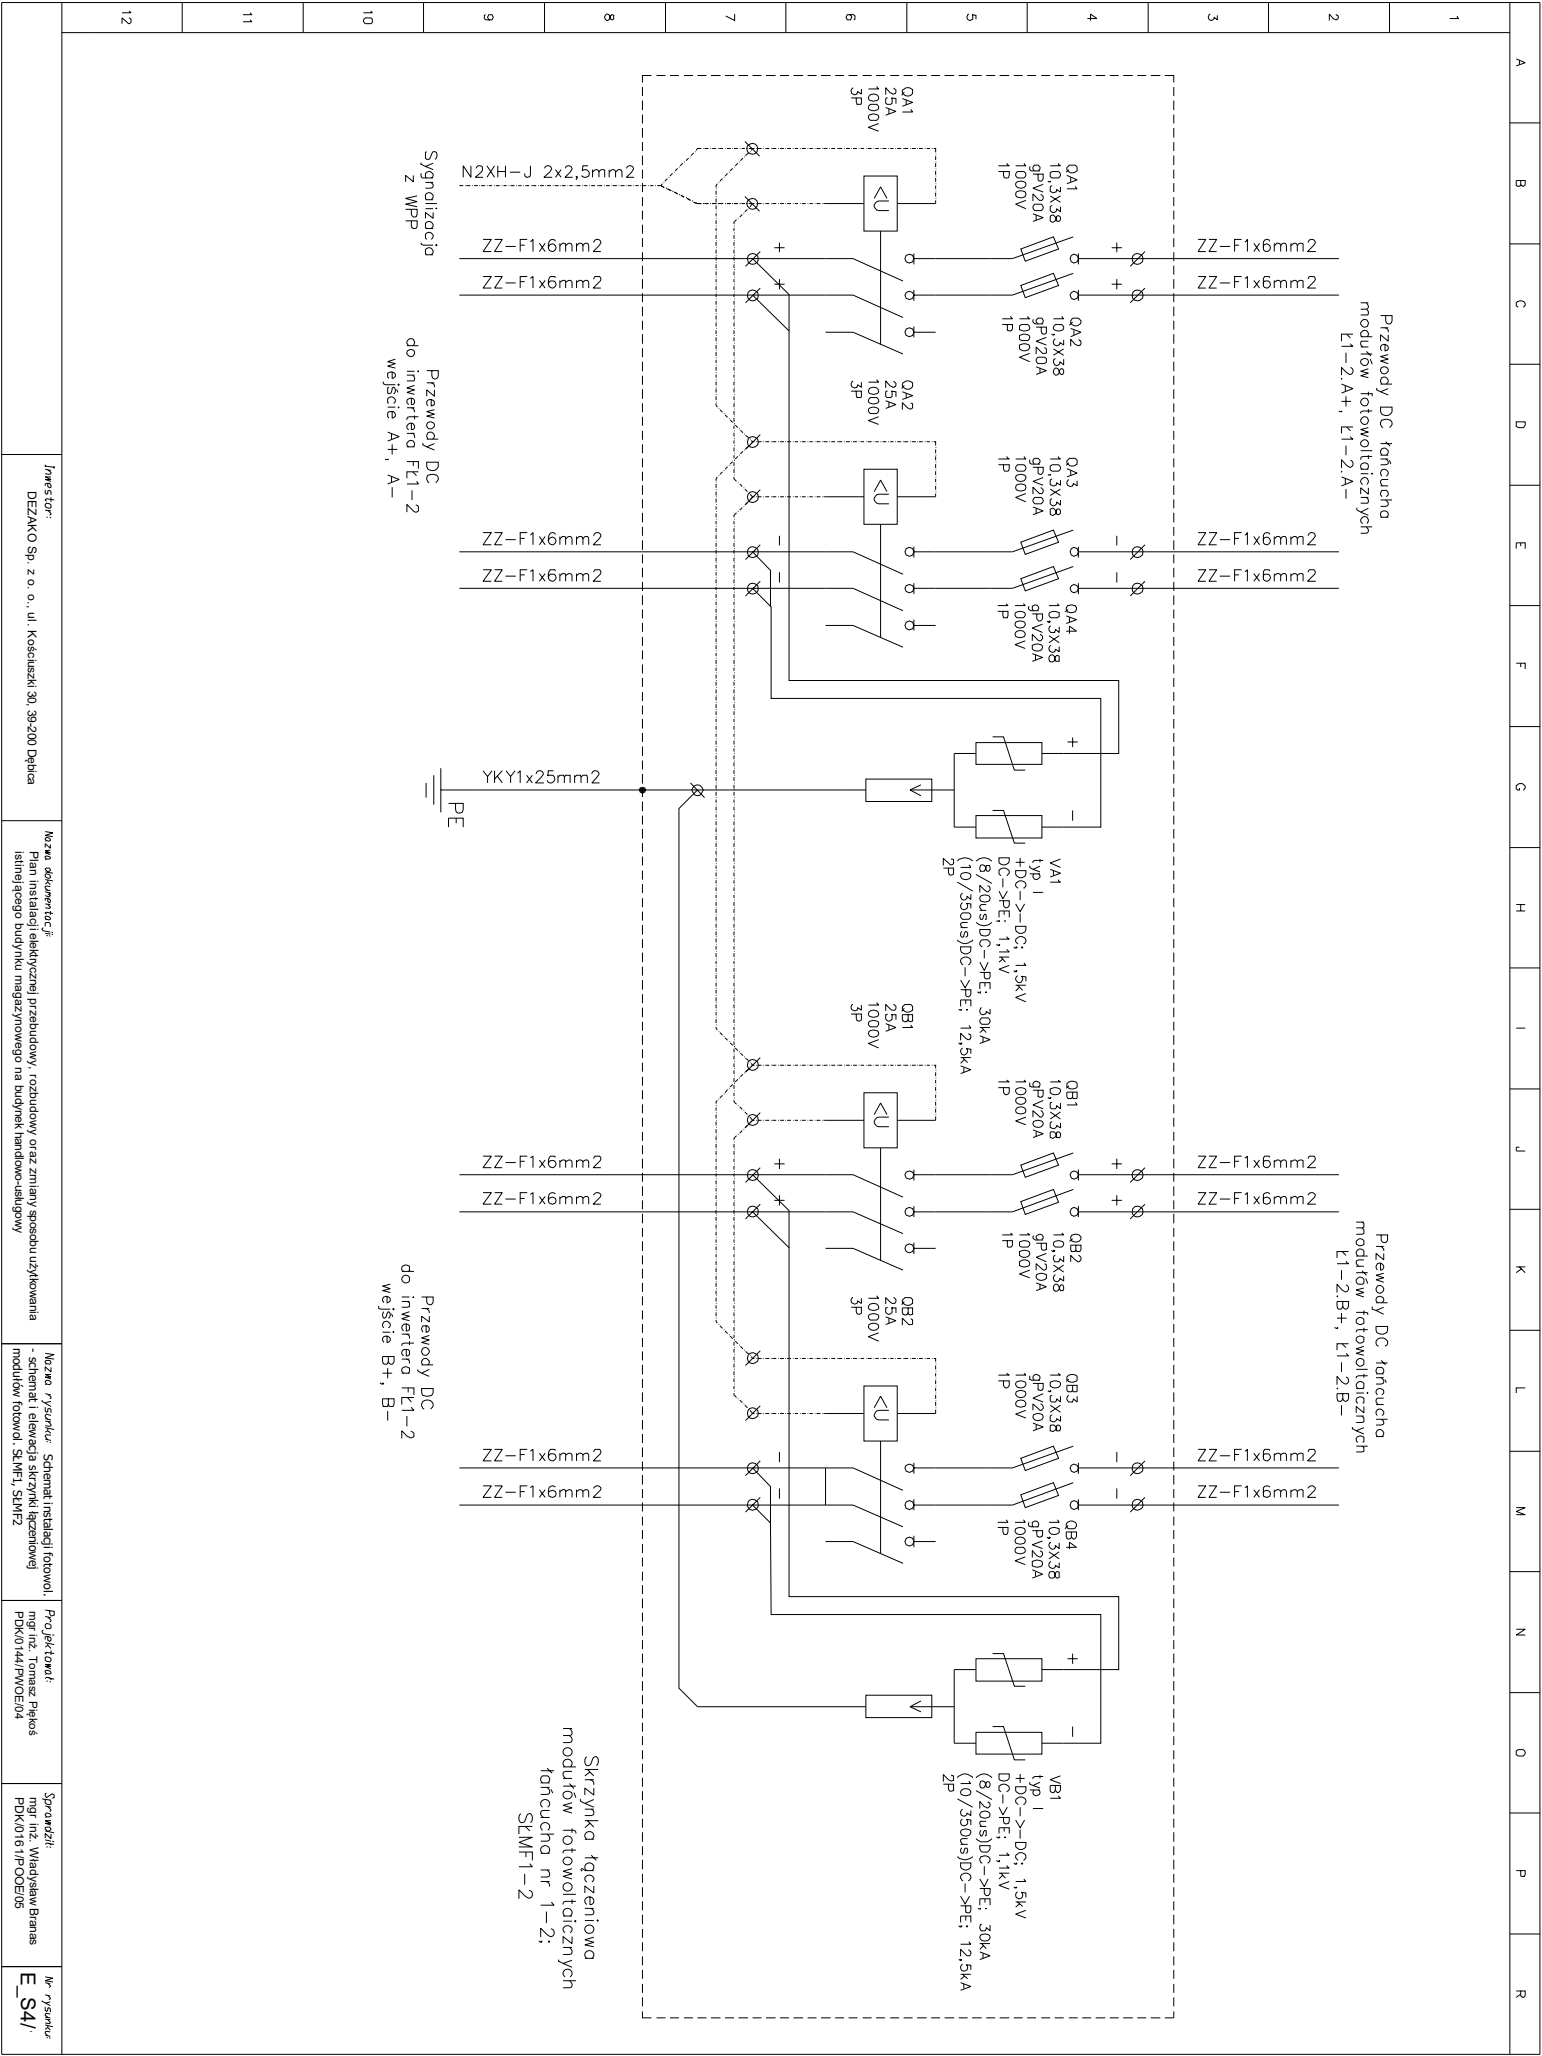 1
2
3
4
5
6
7
8
9
10
11
12
A
B
C
D
E
F
G
H
I
J
K
L
M
N
O
P
R
Przewody DC łańcucha
modułów fotowoltaicznych
Ł1-2.A+, Ł1-2.A-
Przewody DC łańcucha
modułów fotowoltaicznych
Ł1-2.B+, Ł1-2.B-
ZZ-F1x6mm2
ZZ-F1x6mm2
ZZ-F1x6mm2
ZZ-F1x6mm2
ZZ-F1x6mm2
ZZ-F1x6mm2
ZZ-F1x6mm2
ZZ-F1x6mm2
+
+
-
-
+
+
-
-
QA1
10,3X38
gPV20A
1000V
1P
QA2
10,3X38
gPV20A
1000V
1P
QA3
10,3X38
gPV20A
1000V
1P
QA4
10,3X38
gPV20A
1000V
1P
QB1
10,3X38
gPV20A
1000V
1P
QB2
10,3X38
gPV20A
1000V
1P
QB3
10,3X38
gPV20A
1000V
1P
QB4
10,3X38
gPV20A
1000V
1P
+
-
VA1
typ I
+DC->-DC; 1,5kV
DC->PE; 1,1kV
(8/20us)DC->PE; 30kA
(10/350us)DC->PE; 12,5kA
2P
+
-
VB1
typ I
+DC->-DC; 1,5kV
DC->PE; 1,1kV
(8/20us)DC->PE; 30kA
(10/350us)DC->PE; 12,5kA
2P
QA1
25A
1000V
3P
<U
QA2
25A
1000V
3P
<U
QB1
25A
1000V
3P
<U
QB2
25A
1000V
3P
<U
+
+
-
-
+
+
-
-
N2XH-J 2x2,5mm2
ZZ-F1x6mm2
ZZ-F1x6mm2
ZZ-F1x6mm2
ZZ-F1x6mm2
YKY1x25mm2
ZZ-F1x6mm2
ZZ-F1x6mm2
ZZ-F1x6mm2
ZZ-F1x6mm2
Sygnalizacja
z WPP
Przewody DC
do inwertera FŁ1-2
wejście A+, A-
PE
Przewody DC
do inwertera FŁ1-2
wejście B+, B-
Skrzynka łączeniowa
modułów fotowoltaicznych
łańcucha nr 1-2;
SŁMF1-2
Inwestor:
DEZAKO Sp. z o. o., ul. Kościuszki 30, 39-200 Dębica
Nazwa dokumentacji:
Plan instalacji elektrycznej przebudowy, rozbudowy oraz zmiany sposobu użytkowania
istniejącego budynku magazynowego na budynek handlowo-usługowy
Nazwa rysunku: Schemat instalacji fotowol.
- schemat i elewacja skrzynki łączeniowej
modułów fotowol. SŁMF1, SŁMF2
Projektował:
mgr inż. Tomasz Piękoś
PDK/0144/PWOE/04
Sprawdził:
mgr inż. Władysław Branas
PDK/0161/POOE/05
Nr rysunku:
E_S4/